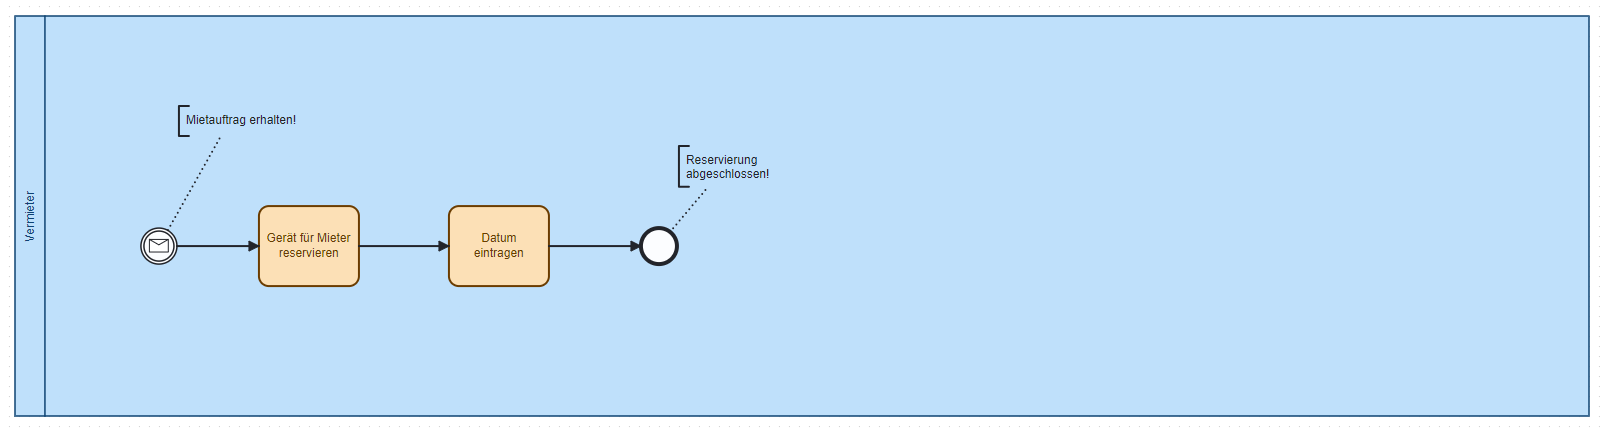 Vermieter
Mietauftrag erhalten!
Gerät für Mieter
reservieren
Datum
eintragen
Reservierung
abgeschlossen!